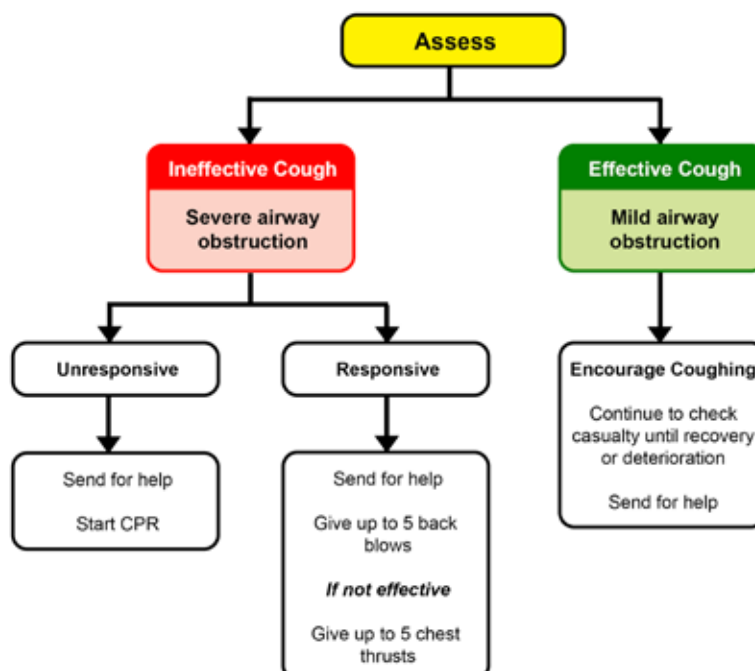 Assess
Ineffective Cough
Severe airway
obstruction
Effective Cough
Mild airway
obstruction
Unresponsive
Responsive
Encourage Coughing
Continue to check
casualty until recovery
or deterioration
Send for help
Send for help
Start CPR
Send for help
Give up to 5 back
blows
If not effective
Give up to 5 chest
thrusts